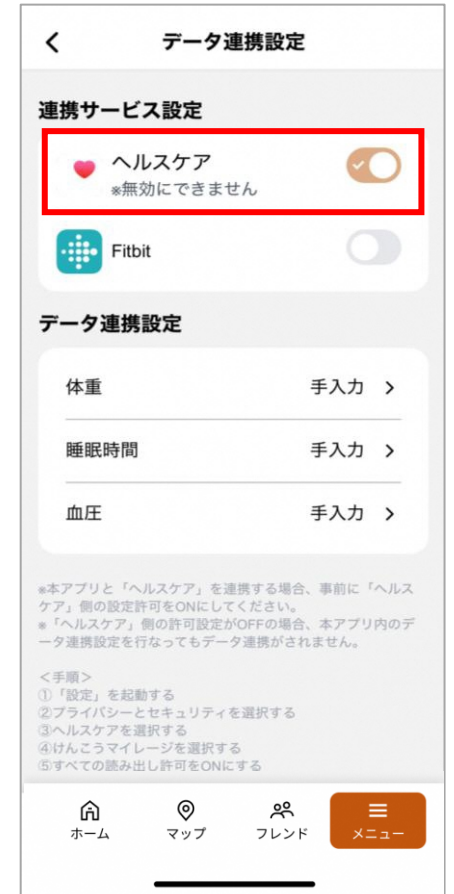 データ連携設定
連携サービス設定
ヘルスケア
※無効にできません
Fitbit
データ連携設定
体重 手入力
睡眠時間 手入力
血圧 手入力
※本アプリと「ヘルスケア」を連携する場合、事前に「ヘルス
ケア」側の設定許可をONにしてください。
※「ヘルスケア」側の許可設定がOFFの場合、本アプリ内のデ
ータ連携設定を行なってもデータ連携がされません。
<手順>
①「設定」を起動する
②プライバシーとセキュリティを選択する
③ヘルスケアを選択する
④けんこうマイレージを選択する
⑤すべての読み出し許可をONにする
ホーム マップ フレンド メニュー